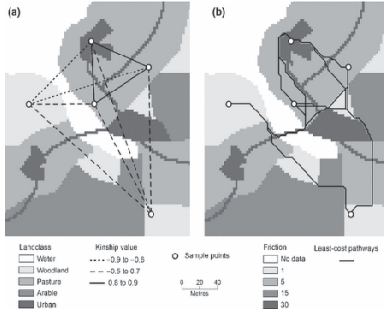 (a)
(b)
Landclass
Water
Woodland
Pasture
Arable
Urban
Kinship value
-0.9 to -0.6
-0.5 to 0.7
0.8 to 0.9
Sample points
0 20 40
Metres
Friction
No data
1
5
15
30
Least-cost pathways